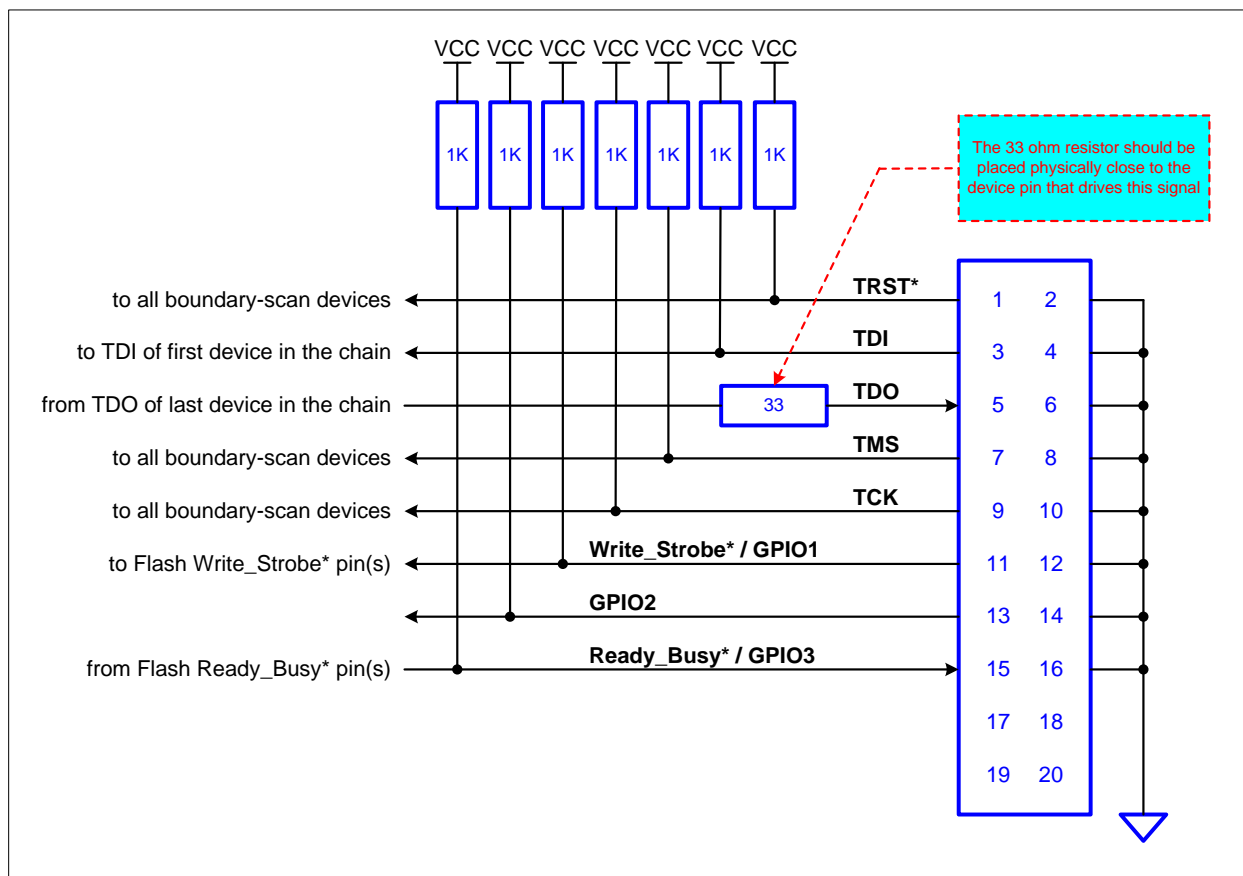 VCC VCC VCC VCC VCC VCC VCC
1K 1K 1K 1K 1K 1K 1K
The 33 ohm resistor should be
placed physically close to the
device pin that drives this signal
to all boundary-scan devices TRST* 1 2
to TDI of first device in the chain TDI 3 4
from TDO of last device in the chain 33 TDO 5 6
to all boundary-scan devices TMS 7 8
to all boundary-scan devices TCK 9 10
to Flash Write_Strobe* pin(s) Write_Strobe* / GPIO1 11 12
GPIO2 13 14
from Flash Ready_Busy* pin(s) Ready_Busy* / GPIO3 15 16
17 18
19 20